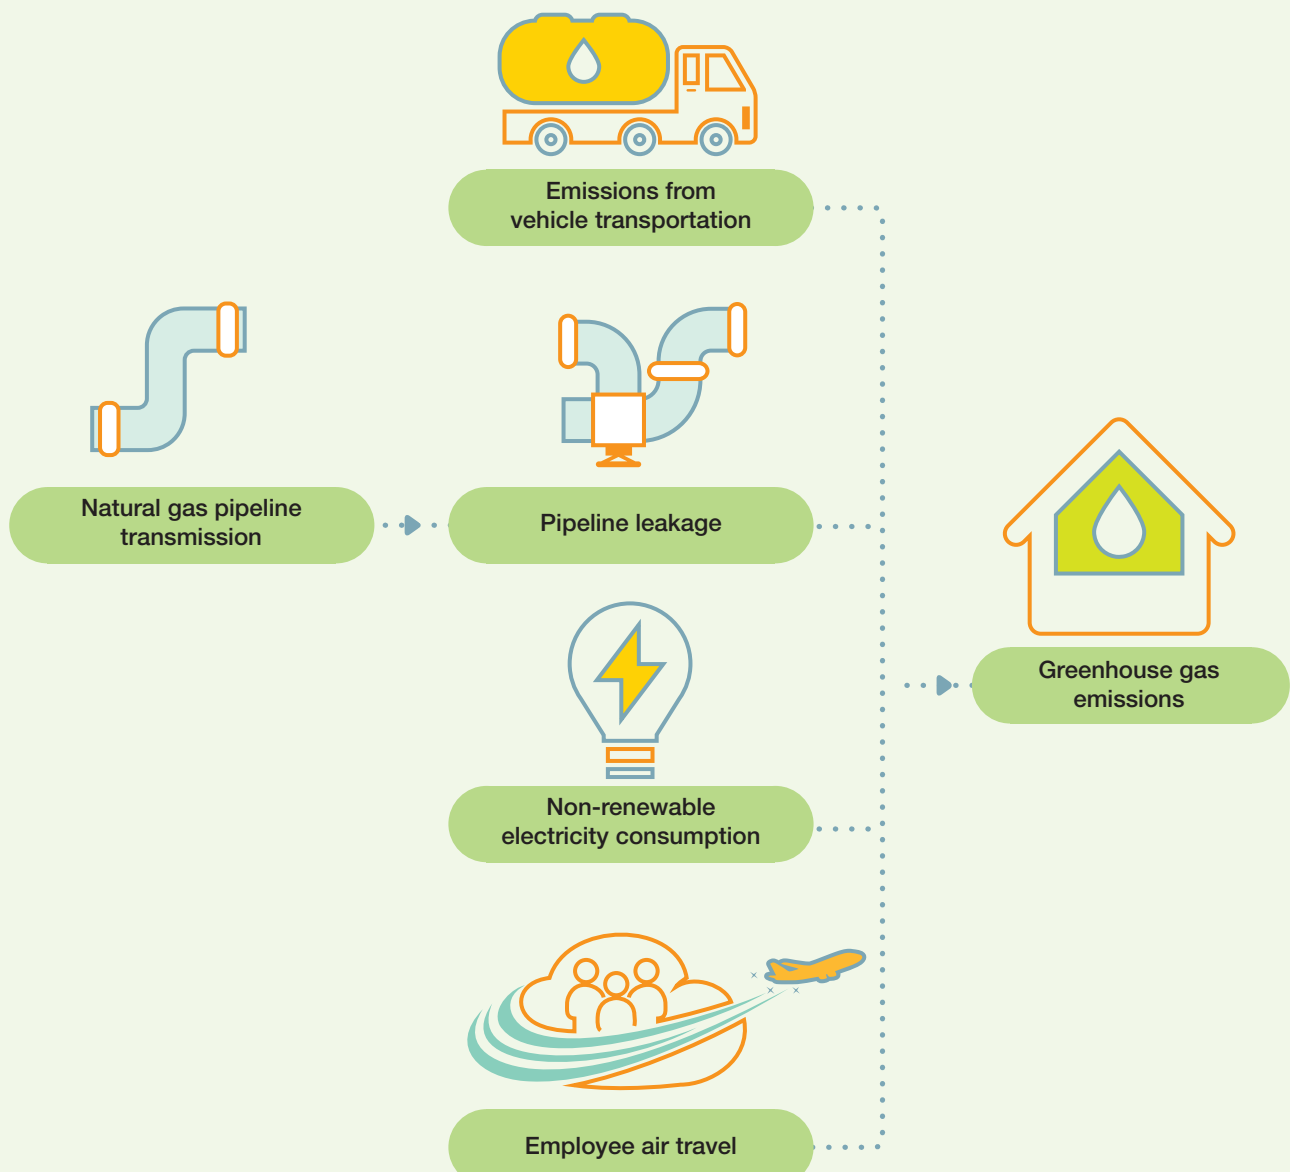 Emissions from
vehicle transportation
Natural gas pipeline
transmission
Pipeline leakage
Greenhouse gas
emissions
Non-renewable
electricity consumption
Employee air travel